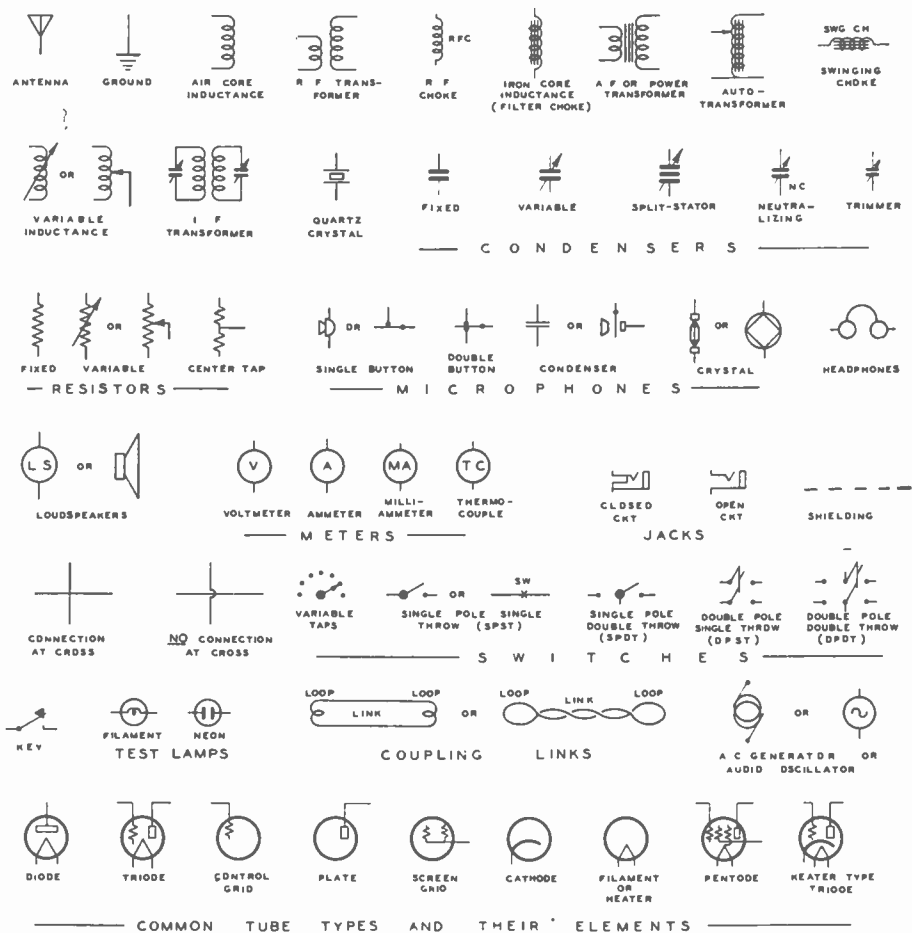 SWG CH
RFC
ANTENNA
GROUND
AIR CORE
INDUCTANCE
R F TRANS-
FORMER
R F
CHOKE
IRON CORE
INDUCTANCE
(FILTER CHOKE)
A F OR POWER
TRANSFORMER
AUTO-
TRANSFORMER
SWINGING
CHOKE
?
OR
VARIABLE
INDUCTANCE
I F
TRANSFORMER
QUARTZ
CRYSTAL
FIXED
VARIABLE
SPLIT-STATOR
NC
NEUTRA-
LIZING
TRIMMER
CONDENSERS
OR
FIXED
VARIABLE
CENTER TAP
RESISTORS
OR
SINGLE BUTTON
DOUBLE
BUTTON
OR
CONDENSER
OR
CRYSTAL
MICROPHONES
HEADPHONES
LS
OR
LOUDSPEAKERS
V
A
MA
TC
VOLTMETER
AMMETER
MILLI-
AMMETER
THERMO-
COUPLE
METERS
CLOSED
CKT
OPEN
CKT
JACKS
SHIELDING
CONNECTION
AT CROSS
NO CONNECTION
AT CROSS
VARIABLE
TAPS
OR
SW
SINGLE POLE SINGLE
THROW (SPST)
SINGLE POLE
DOUBLE THROW
(SPDT)
DOUBLE POLE
SINGLE THROW
(DPST)
DOUBLE POLE
DOUBLE THROW
(DPDT)
SWITCHES
KEY
FILAMENT
NEON
TEST LAMPS
LOOP
LOOP
LINK
OR
LOOP
LINK
LOOP
COUPLING LINKS
OR
A C GENERATOR OR
AUDIO OSCILLATOR
DIODE
TRIODE
CONTROL
GRID
PLATE
SCREEN
GRID
CATHODE
FILAMENT
OR
HEATER
PENTODE
HEATER TYPE
TRIODE
COMMON TUBE TYPES AND THEIR ELEMENTS